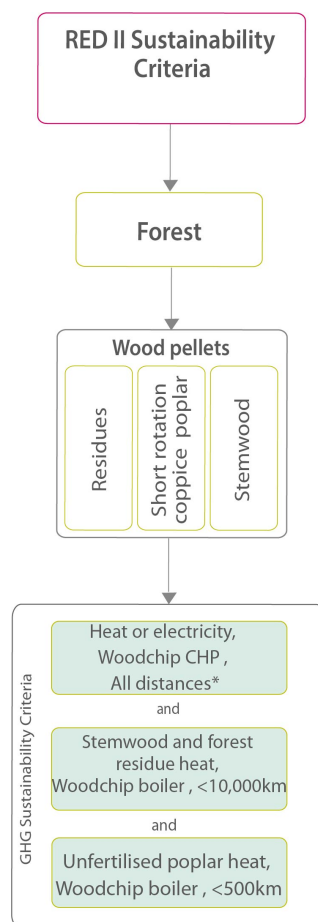 RED II Sustainability
Criteria
Forest
Wood pellets
Residues
Short rotation
coppice poplar
Stemwood
GHG Sustainability Criteria
Heat or electricity,
Woodchip CHP ,
All distances*
and
Stemwood and forest
residue heat,
Woodchip boiler , <10,000km
and
Unfertilised poplar heat,
Woodchip boiler , <500km